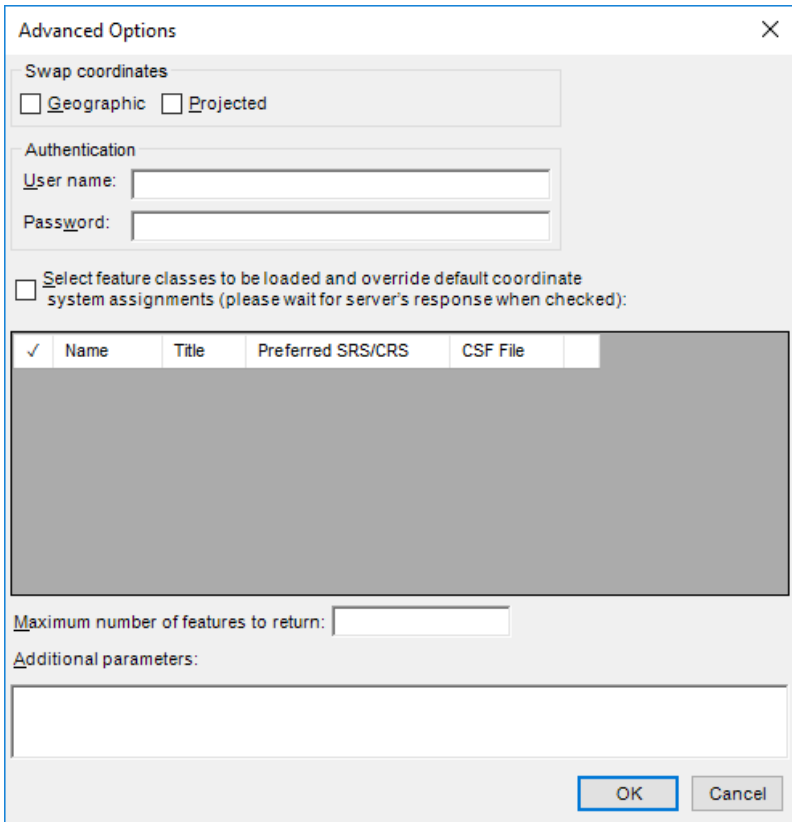 Advanced Options
Swap coordinates
Geographic Projected
Authentication
User name:
Password:
Select feature classes to be loaded and override default coordinate
system assignments (please wait for server's response when checked):
✓ Name Title Preferred SRS/CRS CSF File
Maximum number of features to return:
Additional parameters:
OK Cancel